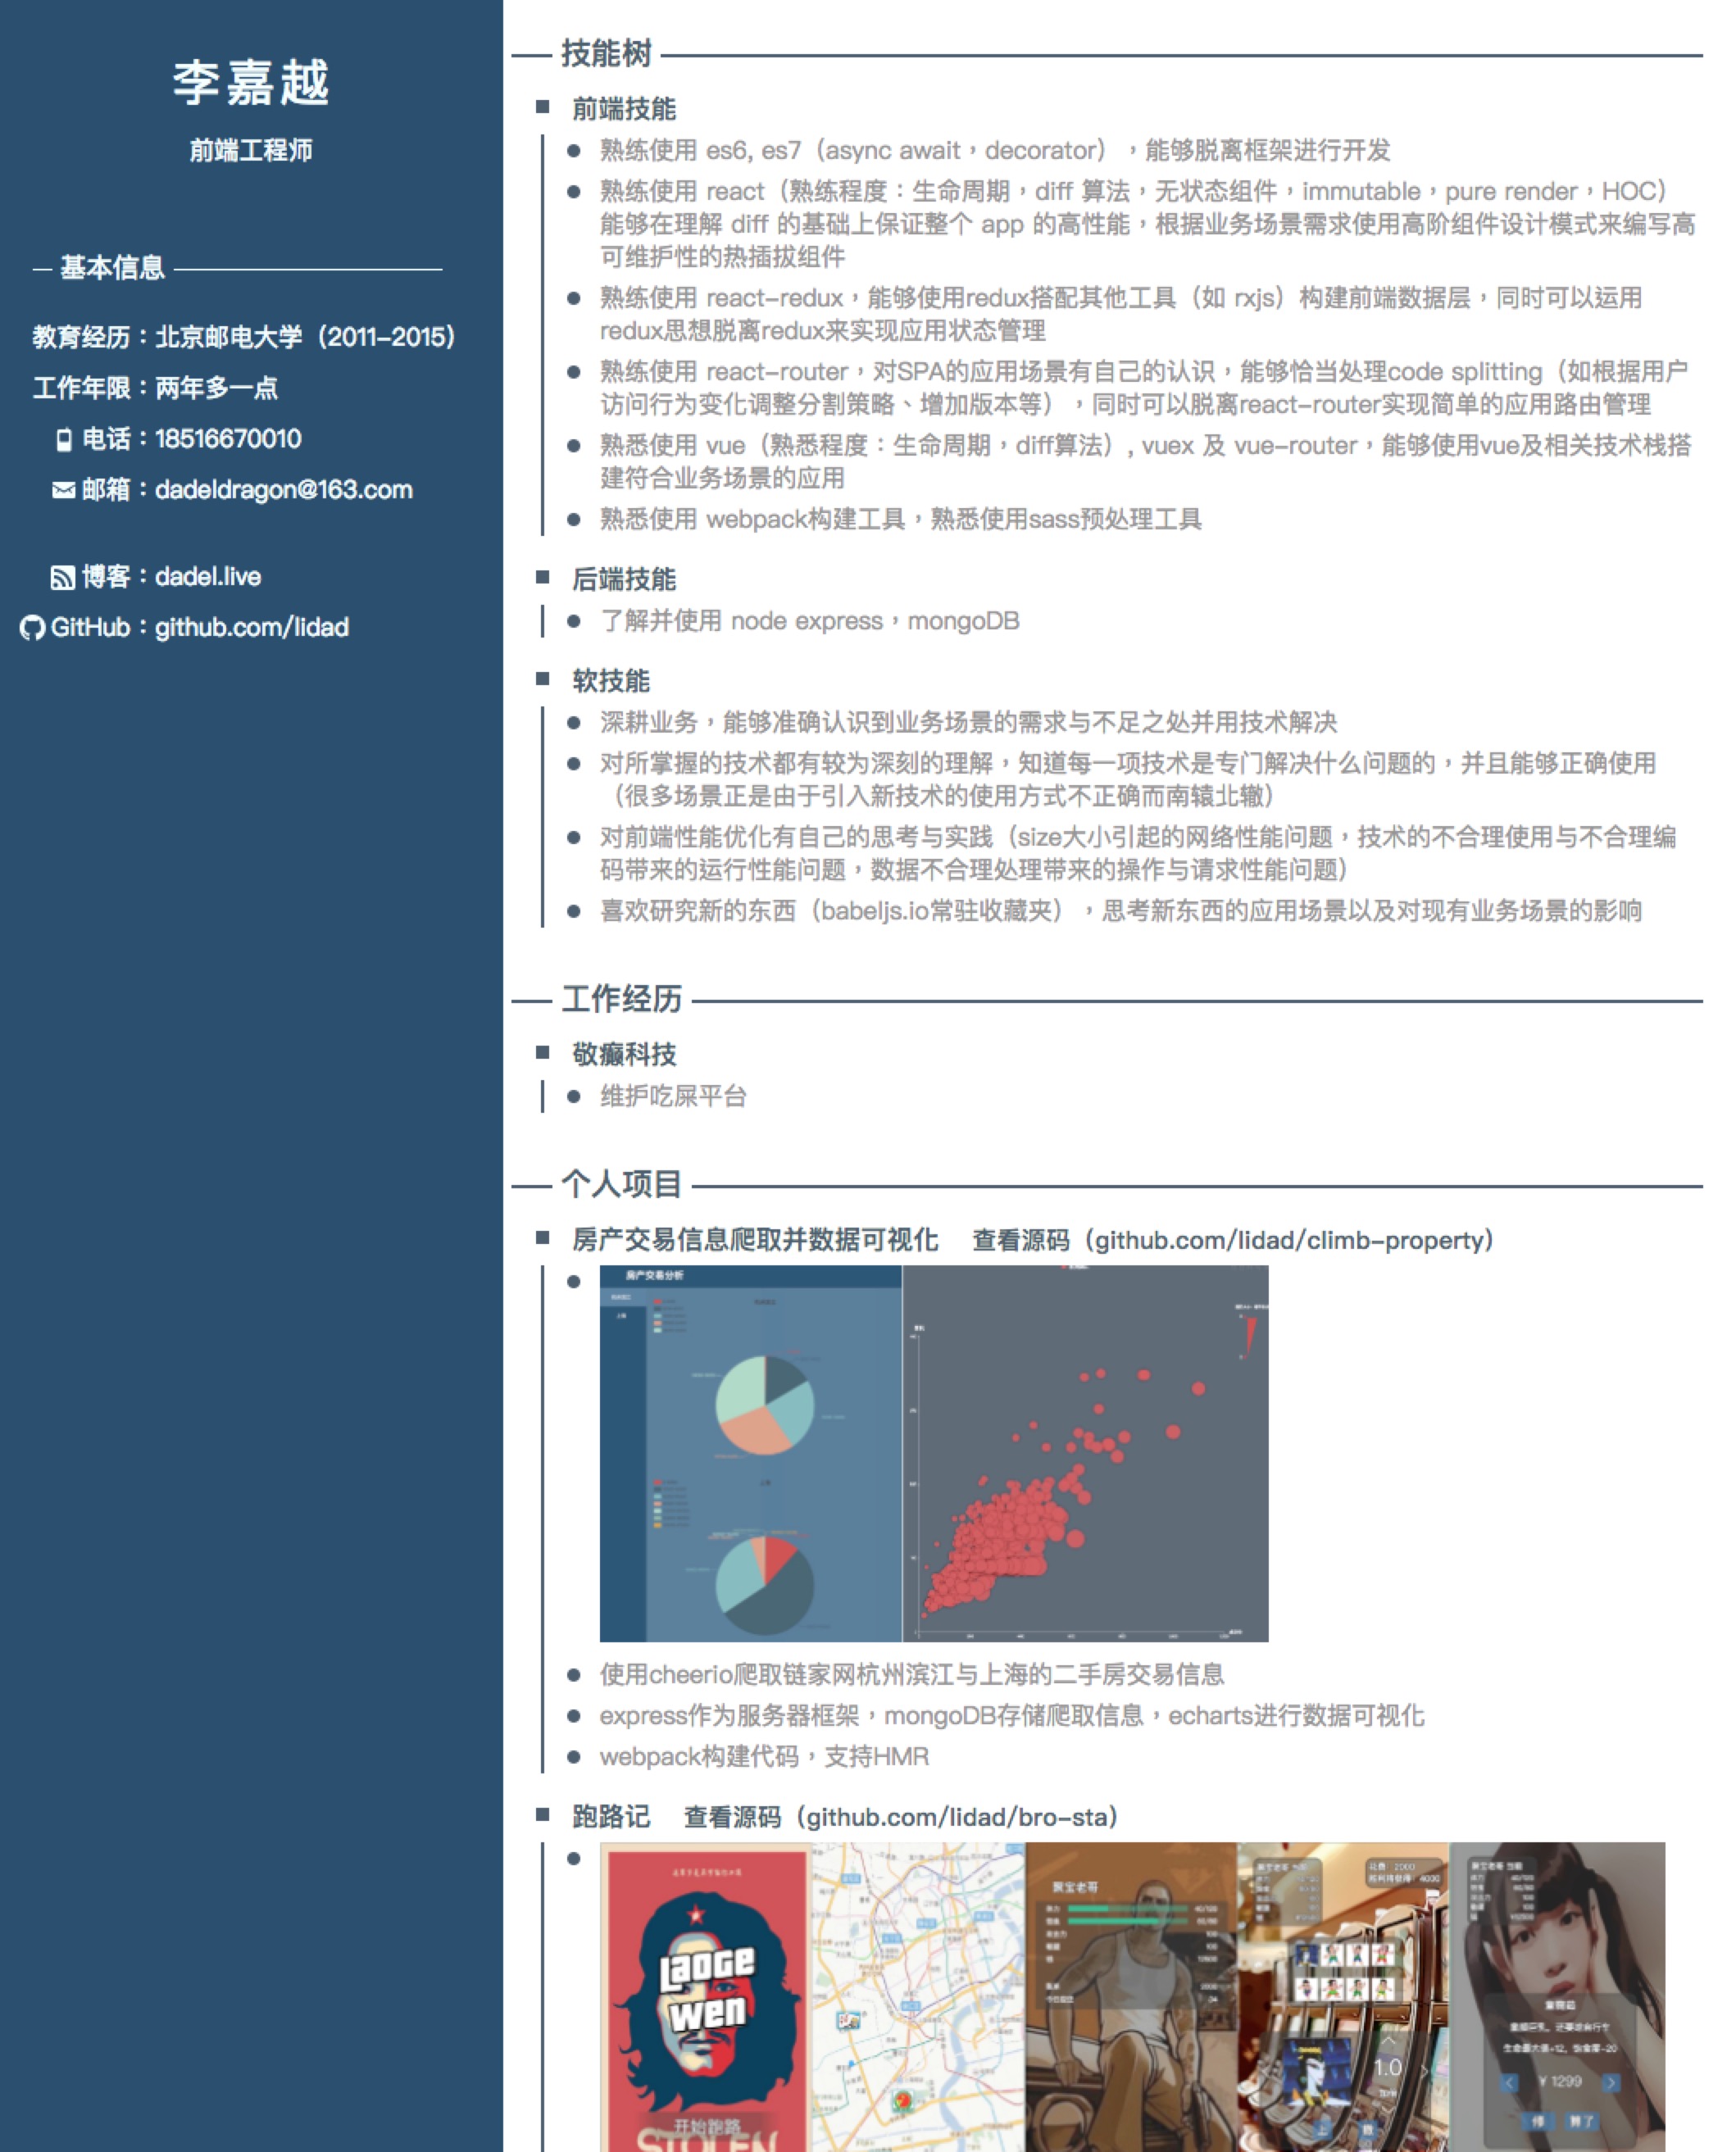 李嘉越
前端工程师
基本信息
教育经历：北京邮电大学（2011-2015）
工作年限：两年多一点
电话：18516670010
邮箱：dadeldragon@163.com
博客：dadel.live
GitHub：github.com/lidad
技能树
前端技能
熟练使用 es6, es7（async await，decorator），能够脱离框架进行开发
熟练使用 react（熟练程度：生命周期，diff 算法，无状态组件，immutable，pure render，HOC）
能够在理解 diff 的基础上保证整个 app 的高性能，根据业务场景需求使用高阶组件设计模式来编写高
可维护性的热插拔组件
熟练使用 react-redux，能够使用redux搭配其他工具（如 rxjs）构建前端数据层，同时可以运用
redux思想脱离redux来实现应用状态管理
熟练使用 react-router，对SPA的应用场景有自己的认识，能够恰当处理code splitting（如根据用户
访问行为变化调整分割策略、增加版本等），同时可以脱离react-router实现简单的应用路由管理
熟悉使用 vue（熟悉程度：生命周期，diff算法）, vuex 及 vue-router，能够使用vue及相关技术栈搭
建符合业务场景的应用
熟悉使用 webpack构建工具，熟悉使用sass预处理工具
后端技能
了解并使用 node express，mongoDB
软技能
深耕业务，能够准确认识到业务场景的需求与不足之处并用技术解决
对所掌握的技术都有较为深刻的理解，知道每一项技术是专门解决什么问题的，并且能够正确使用
（很多场景正是由于引入新技术的使用方式不正确而南辕北辙）
对前端性能优化有自己的思考与实践（size大小引起的网络性能问题，技术的不合理使用与不合理编
码带来的运行性能问题，数据不合理处理带来的操作与请求性能问题）
喜欢研究新的东西（babeljs.io常驻收藏夹），思考新东西的应用场景以及对现有业务场景的影响
工作经历
敬癫科技
维护吃屎平台
个人项目
房产交易信息爬取并数据可视化 查看源码（github.com/lidad/climb-property）
房产交易分析
使用cheerio爬取链家网杭州滨江与上海的二手房交易信息
express作为服务器框架，mongoDB存储爬取信息，echarts进行数据可视化
webpack构建代码，支持HMR
跑路记 查看源码（github.com/lidad/bro-sta）
LAOGE
WEN
开始跑路
STOLEN
聚宝老哥
40/120
60/60
1.0
￥1299